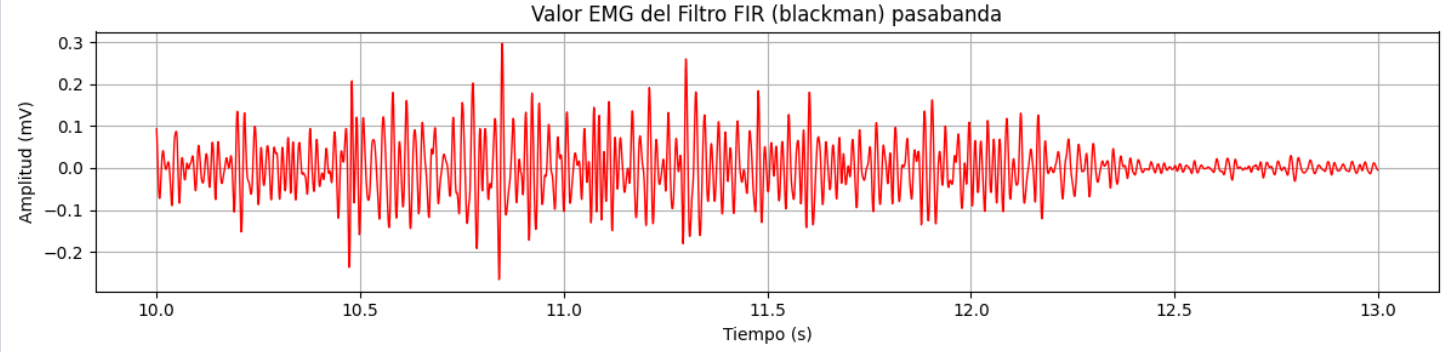 Valor EMG del Filtro FIR (blackman) pasabanda
Amplitud (mV)
0.3
0.2
0.1
0.0
−0.1
−0.2
10.0 10.5 11.0 11.5 12.0 12.5 13.0
Tiempo (s)